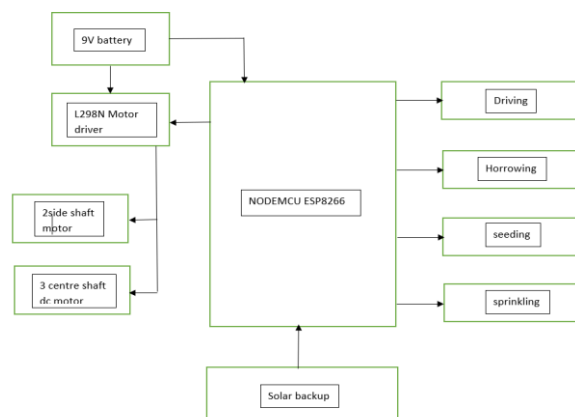 9V battery
L298N Motor
driver
Driving
Horrowing
NODEMCU ESP8266
2side shaft
motor
seeding
3 centre shaft
dc motor
sprinkling
Solar backup